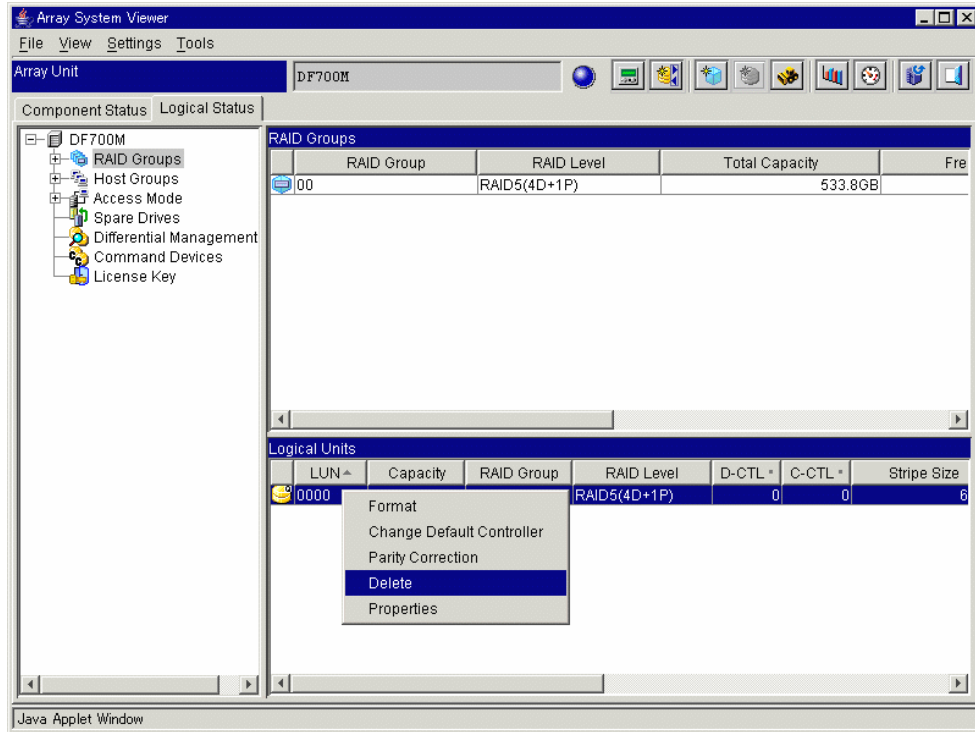 Array System Viewer
File View Settings Tools
Array Unit DF700M
Component Status Logical Status
DF700M
RAID Groups
Host Groups
Access Mode
Spare Drives
Differential Management
Command Devices
License Key
RAID Groups
RAID Group RAID Level Total Capacity Fre
00 RAID5(4D+1P) 533.8GB
Logical Units
LUN Capacity RAID Group RAID Level D-CTL * C-CTL * Stripe Size
0000 RAID5(4D+1P) 0 0 6
Format
Change Default Controller
Parity Correction
Delete
Properties
Java Applet Window